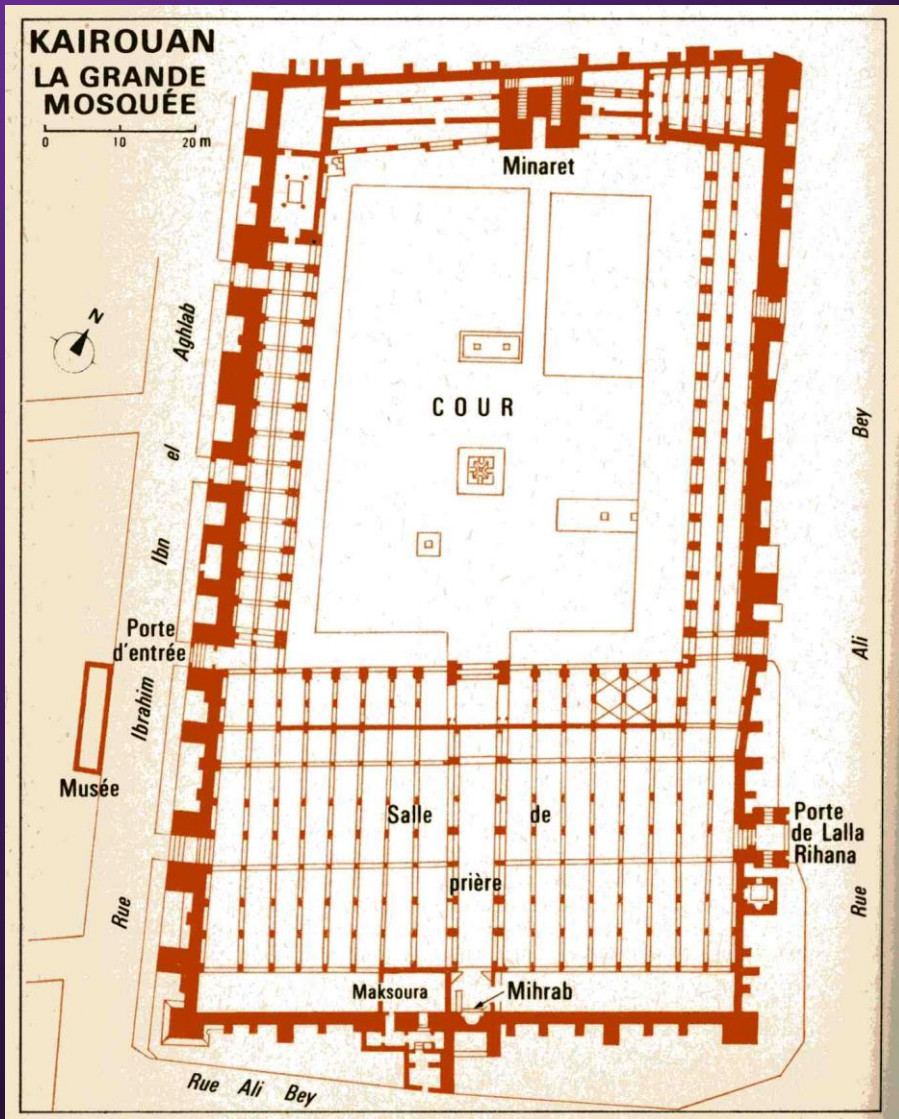 KAIROUAN
LA GRANDE
MOSQUÉE
0 10 20 m
Minaret
N
Aghlab
COUR
Bey
el
Ibn
Porte
d'entrée
Ali
Ibrahim
Musée
Salle de
prière
Porte
de Lalla
Rihana
Rue
Rue
Maksoura
Mihrab
Rue Ali Bey